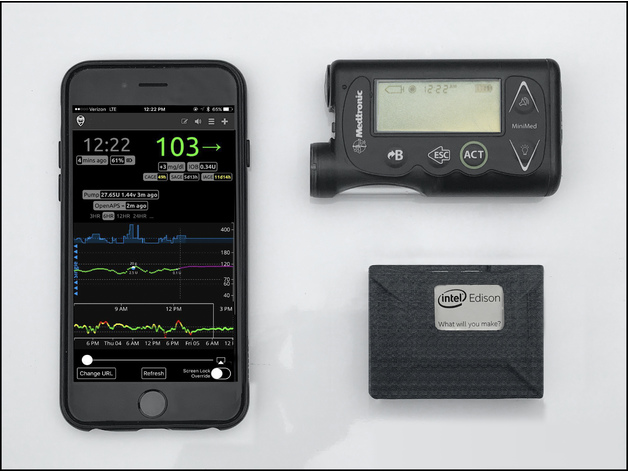 Verizon LTE 12:22 PM 65%
12:22 103→
4 mins ago 61%
+3 mg/dl IOB 0.34U
CAGE 49h SAGE 5d13h IAGE 11d14h
Pump 27.65U 1.44v 3m ago
OpenAPS 2m ago
3HR 6HR 12HR 24HR ...
400
180
120
80
70
60
40
9 AM 12 PM 3 PM
6 PM Thu 04 6 AM 12 PM 6 PM Fri 05 6 AM 12
Change URL Refresh Screen Lock
Override
Medtronic
12:22
MiniMed
B ESC ACT
intel Edison
What will you make?